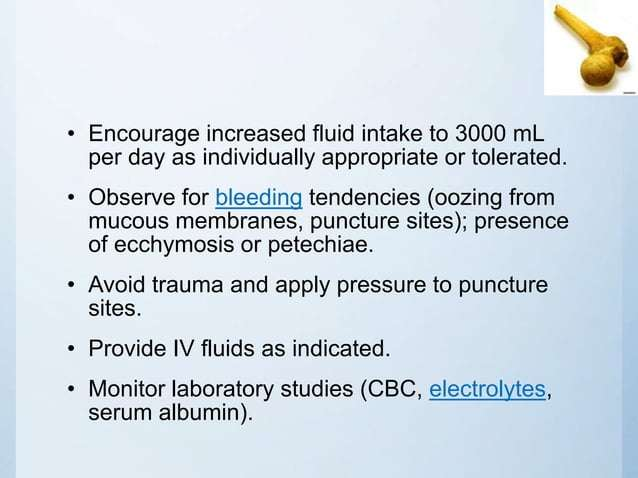 • Encourage increased fluid intake to 3000 mL
per day as individually appropriate or tolerated.
• Observe for bleeding tendencies (oozing from
mucous membranes, puncture sites); presence
of ecchymosis or petechiae.
• Avoid trauma and apply pressure to puncture
sites.
• Provide IV fluids as indicated.
• Monitor laboratory studies (CBC, electrolytes,
serum albumin).